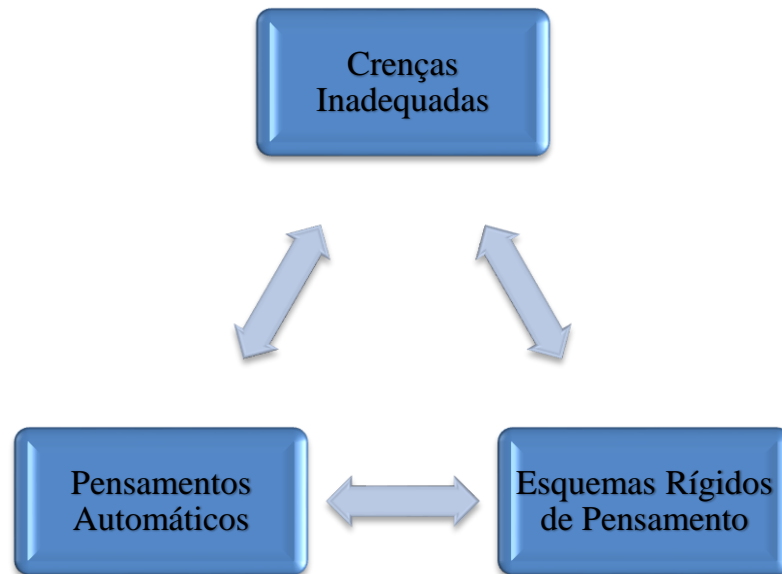 Crenças
Inadequadas
Pensamentos
Automáticos
Esquemas Rígidos
de Pensamento